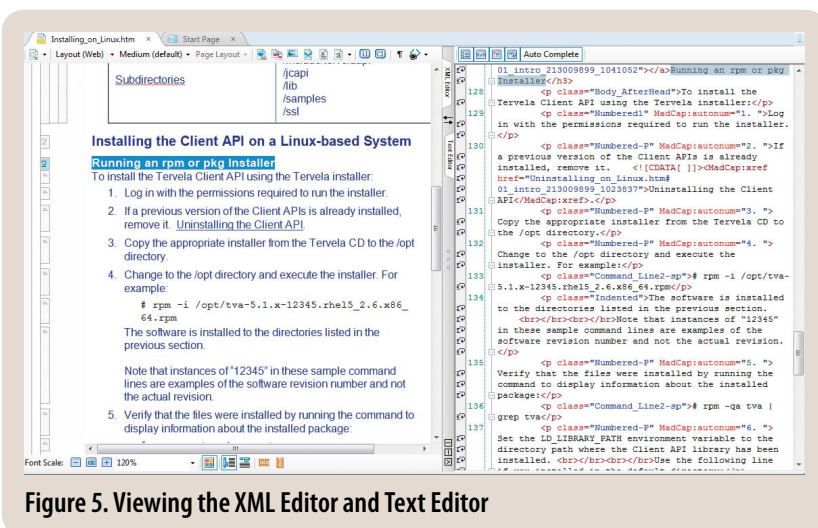 Installing_on_Linux.htm × Start Page ×
Layout (Web) Medium (default) Page Layout
Auto Complete
Subdirectories
/jcapi
/lib
/samples
/ssl
Installing the Client API on a Linux-based System
Running an rpm or pkg Installer
To install the Tervela Client API using the Tervela installer:
1. Log in with the permissions required to run the installer.
2. If a previous version of the Client APIs is already installed,
remove it. Uninstalling the Client API.
3. Copy the appropriate installer from the Tervela CD to the /opt
directory.
4. Change to the /opt directory and execute the installer. For
example:
# rpm -i /opt/tva-5.1.x-12345.rhel5_2.6.x86_
64.rpm
The software is installed to the directories listed in the
previous section.
Note that instances of "12345" in these sample command
lines are examples of the software revision number and not
the actual revision.
5. Verify that the files were installed by running the command to
display information about the installed package:
Font Scale: 100 120%
XML Editor
Text Editor
01_intro_213009899_1041052"></a>Running an rpm or pkg
Installer</h3>
128 <p class="Body_AfterHead">To install the
Tervela Client API using the Tervela installer:</p>
129 <p class="Numbered1" MadCap:autonum="1. ">Log
in with the permissions required to run the installer.
</p>
130 <p class="Numbered-P" MadCap:autonum="2. ">If
a previous version of the Client APIs is already
installed, remove it. <![CDATA[ ]]><MadCap:xref
href="Uninstalling_on_Linux.htm#
01_intro_213009899_1023837">Uninstalling the Client
API</MadCap:xref>.</p>
131 <p class="Numbered-P" MadCap:autonum="3. ">
Copy the appropriate installer from the Tervela CD to
the /opt directory.</p>
132 <p class="Numbered-P" MadCap:autonum="4. ">
Change to the /opt directory and execute the
installer. For example:</p>
133 <p class="Command_Line2-sp"># rpm -i /opt/tva-
5.1.x-12345.rhel5_2.6.x86_64.rpm</p>
134 <p class="Indented">The software is installed
to the directories listed in the previous section.
<br></br><br></br>Note that instances of "12345"
in these sample command lines are examples of the
software revision number and not the actual revision.
</p>
135 <p class="Numbered-P" MadCap:autonum="5. ">
Verify that the files were installed by running the
command to display information about the installed
package:</p>
136 <p class="Command_Line2-sp"># rpm -qa tva |
grep tva</p>
137 <p class="Numbered-P" MadCap:autonum="6. ">
Set the LD_LIBRARY_PATH environment variable to the
directory path where the Client API library has been
installed. <br></br><br></br>Use the following line
Figure 5. Viewing the XML Editor and Text Editor